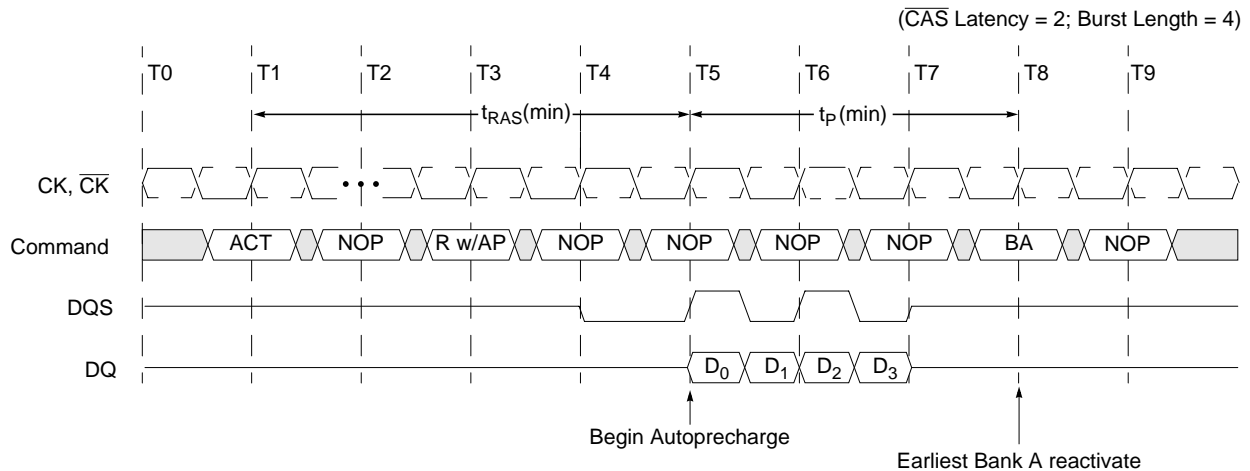 (CAS Latency = 2; Burst Length = 4)
T0 T1 T2 T3 T4 T5 T6 T7 T8 T9
tRAS(min) tP(min)
CK, CK
Command ACT NOP R w/AP NOP NOP NOP NOP BA NOP
DQS
DQ D0 D1 D2 D3
Begin Autoprecharge
Earliest Bank A reactivate